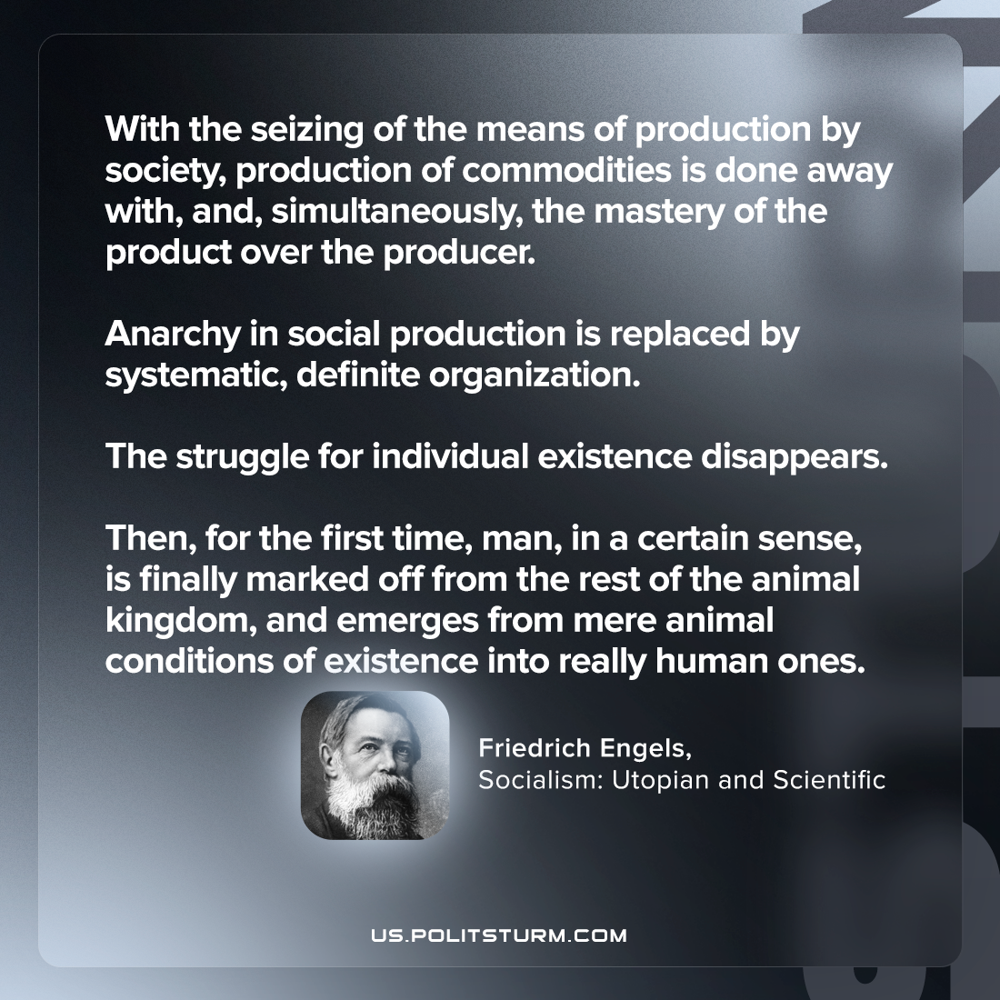 With the seizing of the means of production by
society, production of commodities is done away
with, and, simultaneously, the mastery of the
product over the producer.
Anarchy in social production is replaced by
systematic, definite organization.
The struggle for individual existence disappears.
Then, for the first time, man, in a certain sense,
is finally marked off from the rest of the animal
kingdom, and emerges from mere animal
conditions of existence into really human ones.
Friedrich Engels,
Socialism: Utopian and Scientific
US.POLITSTURM.COM